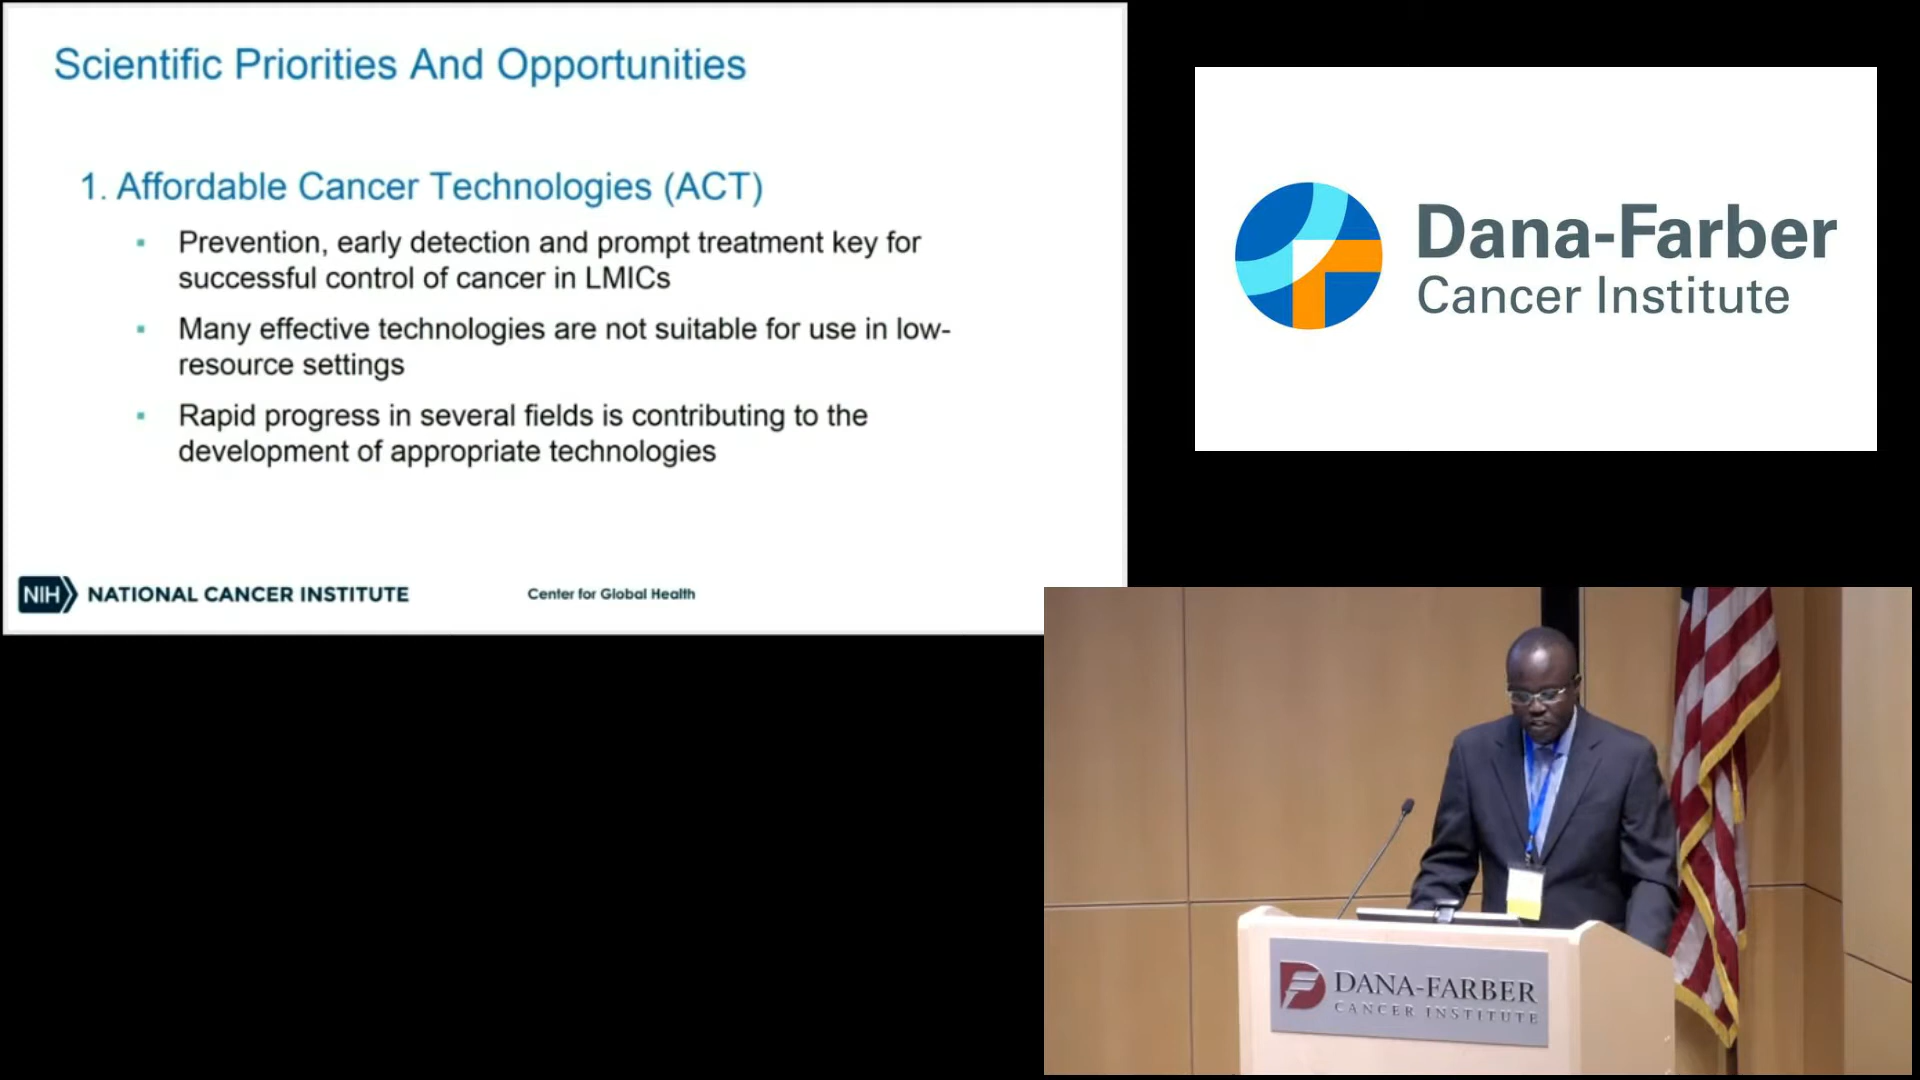 Scientific Priorities And Opportunities
1. Affordable Cancer Technologies (ACT)
▪ Prevention, early detection and prompt treatment key for
successful control of cancer in LMICs
▪ Many effective technologies are not suitable for use in low-
resource settings
▪ Rapid progress in several fields is contributing to the
development of appropriate technologies
NIH NATIONAL CANCER INSTITUTE
Center for Global Health
Dana-Farber
Cancer Institute
DANA-FARBER
CANCER INSTITUTE